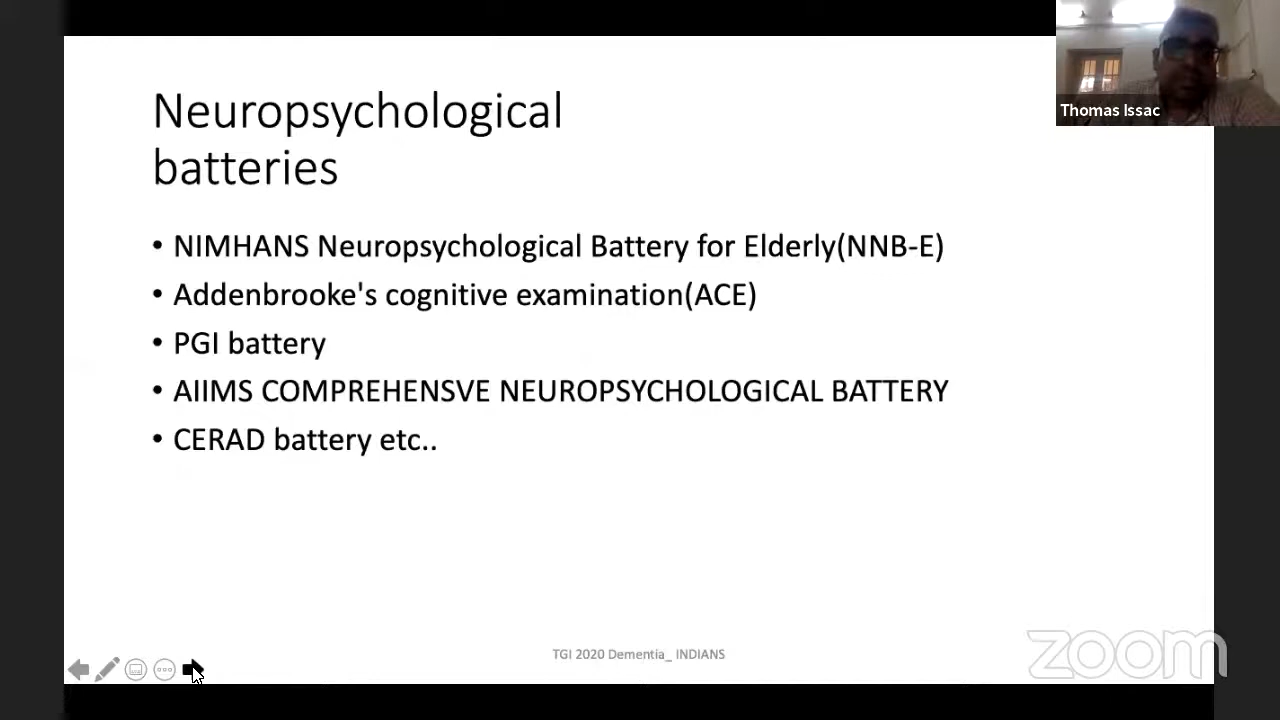 Thomas Issac
Neuropsychological
batteries
• NIMHANS Neuropsychological Battery for Elderly(NNB-E)
• Addenbrooke's cognitive examination(ACE)
• PGI battery
• AIIMS COMPREHENSVE NEUROPSYCHOLOGICAL BATTERY
• CERAD battery etc..
TGI 2020 Dementia_ INDIANS
zoom